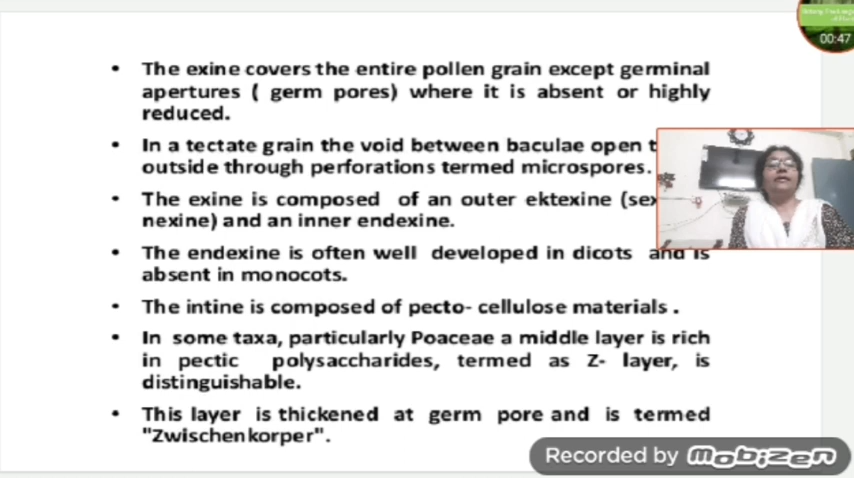 00:47
• The exine covers the entire pollen grain except germinal
apertures ( germ pores) where it is absent or highly
reduced.
• In a tectate grain the void between baculae open
outside through perforations termed microspores.
• The exine is composed of an outer ektexine
nexine) and an inner endexine.
• The endexine is often well developed in dicots and is
absent in monocots.
• The intine is composed of pecto- cellulose materials .
• In some taxa, particularly Poaceae a middle layer is rich
in pectic polysaccharides, termed as Z- layer, is
distinguishable.
• This layer is thickened at germ pore and is termed
"Zwischenkorper".
Recorded by MOBIZEN